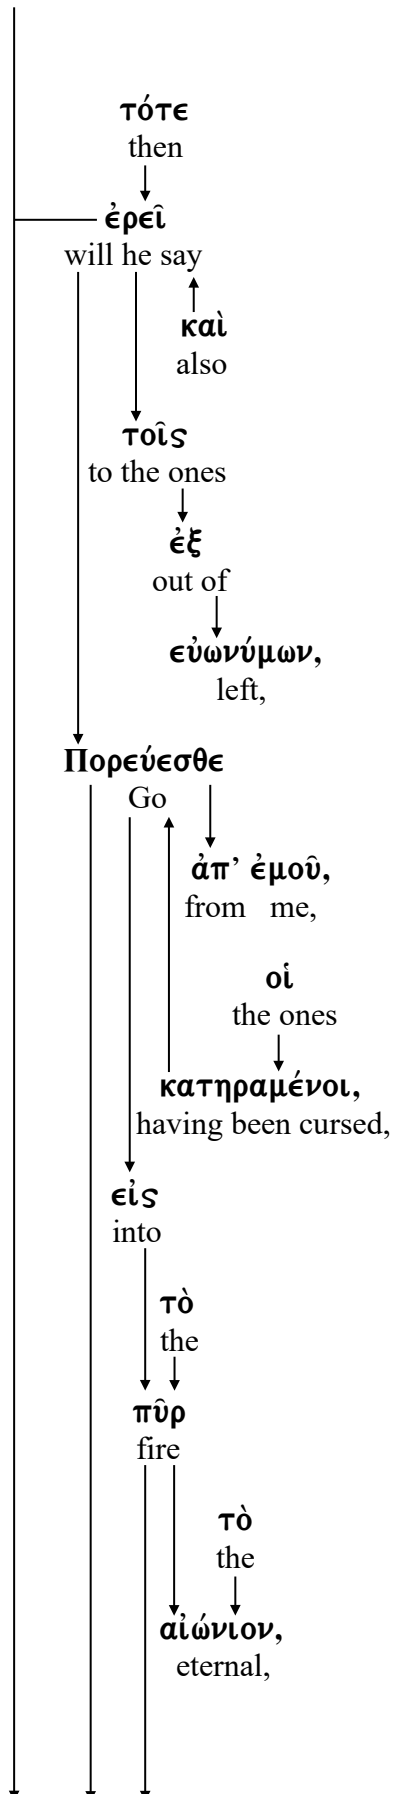 τότε
then
ἐρεῖ
will he say
καὶ
also
τοῖς
to the ones
ἐξ
out of
εὐωνύμων,
left,
Πορεύεσθε
Go
ἀπ’ ἐμοῦ,
from me,
οἱ
the ones
κατηραμένοι,
having been cursed,
εἰς
into
τὸ
the
πῦρ
fire
τὸ
the
αἰώνιον,
eternal,